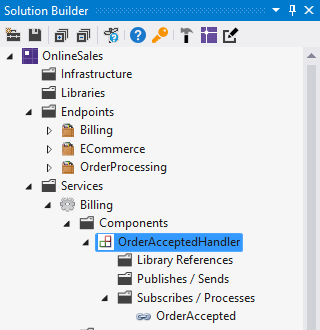 Solution Builder
OnlineSales
Infrastructure
Libraries
Endpoints
Billing
ECommerce
OrderProcessing
Services
Billing
Components
OrderAcceptedHandler
Library References
Publishes / Sends
Subscribes / Processes
OrderAccepted